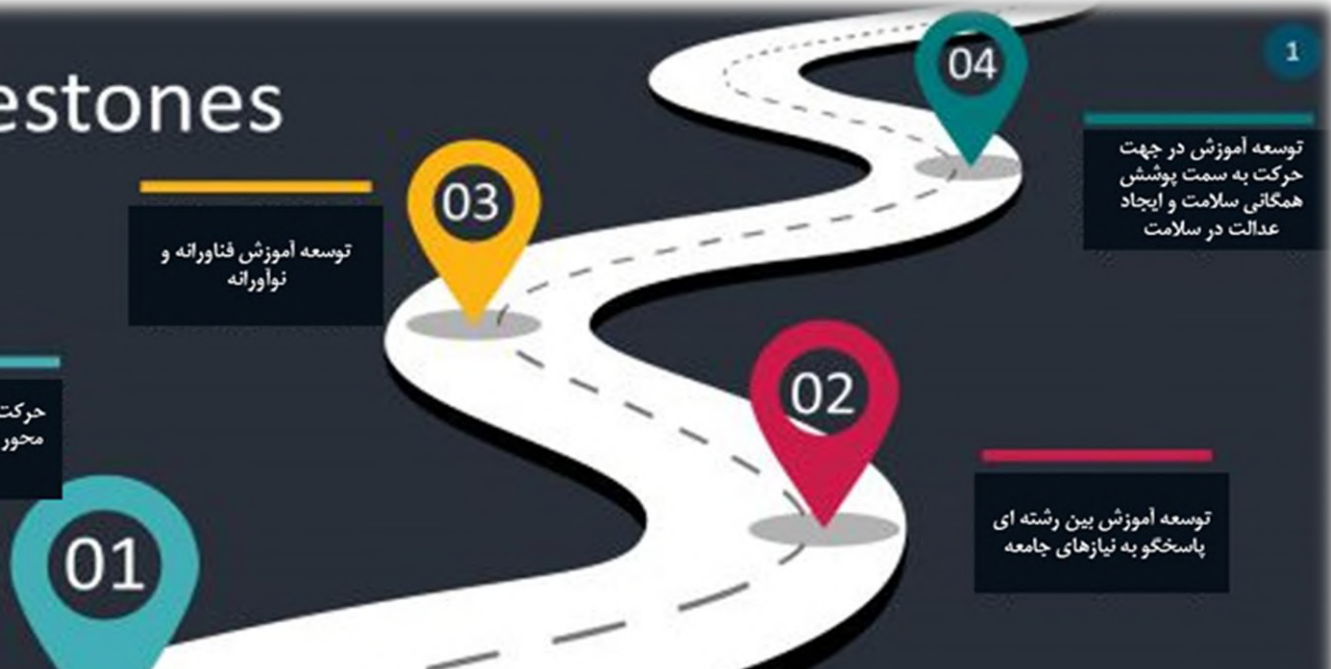 estones
1
04
توسعه آموزش در جهت
حرکت به سمت پوشش
همگانی سلامت و ایجاد
عدالت در سلامت
03
توسعه آموزش فناورانه و
نوآورانه
02
توسعه آموزش بین رشته ای
پاسخگو به نیازهای جامعه
حرکت
محور
01